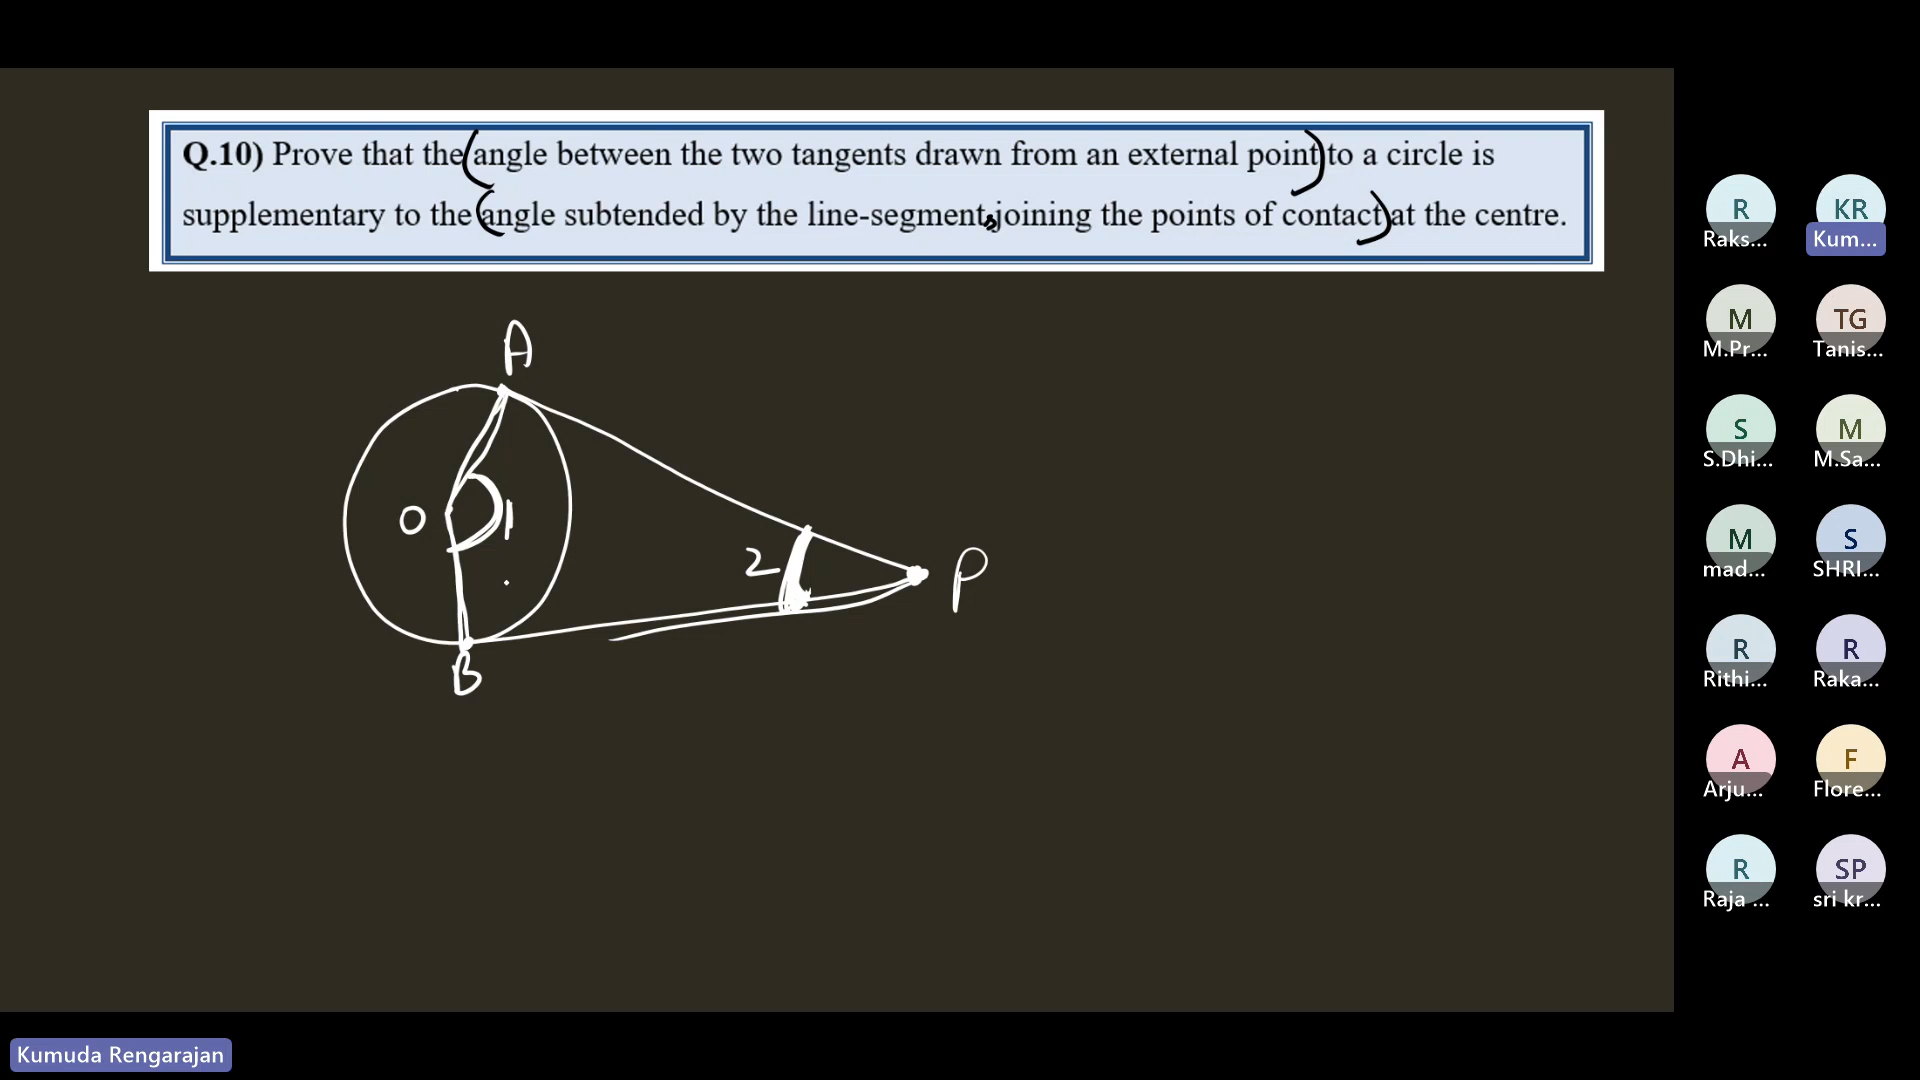 Q.10) Prove that the angle between the two tangents drawn from an external point to a circle is
supplementary to the angle subtended by the line-segment joining the points of contact at the centre.
A
O
1
2
P
B
R
Raks...
KR
Kum...
M
M.Pr...
TG
Tanis...
S
S.Dhi...
M
M.Sa...
M
mad...
S
SHRI...
R
Rithi...
R
Raka...
A
Arju...
F
Flore...
R
Raja ...
SP
sri kr...
Kumuda Rengarajan